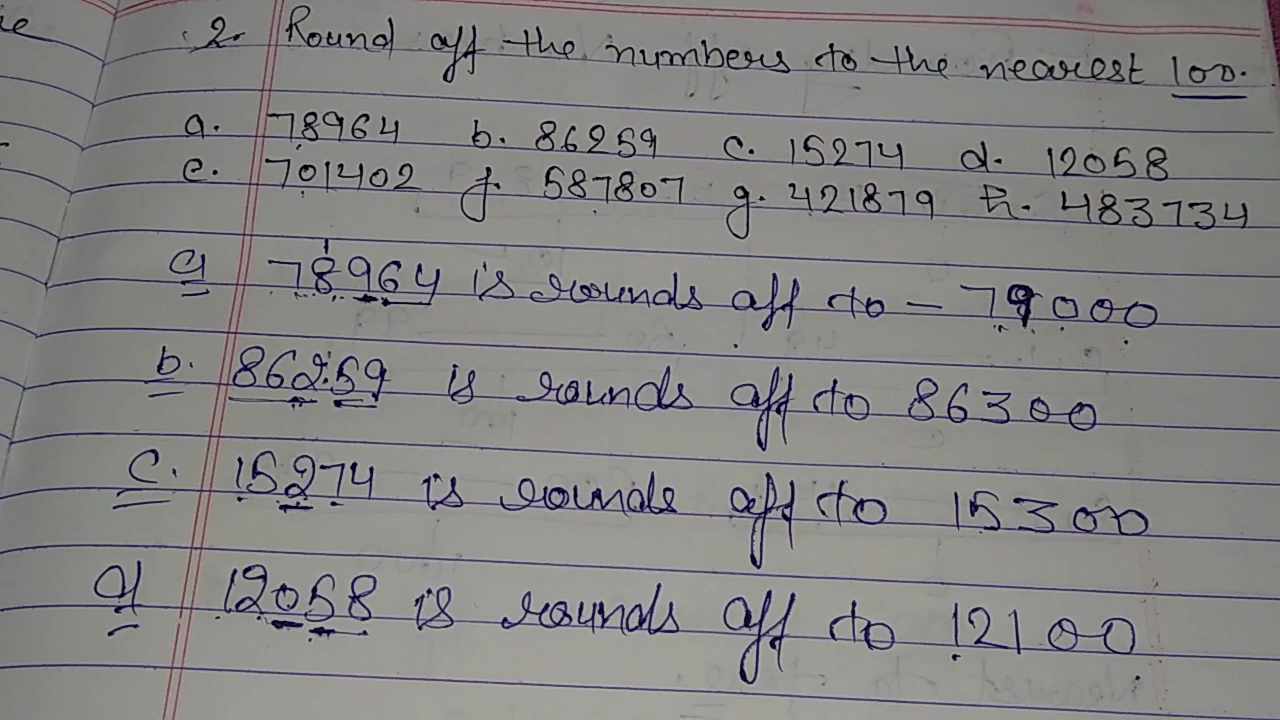 2. Round off the numbers to the nearest 100.
a. 78964 b. 86259 c. 15274 d. 12058
e. 701402 f. 587807 g. 421879 h. 483734
a 78964 is rounds off to - 79000
b. 86259 is rounds off to 86300
c. 15274 is rounds off to 15300
d 12058 is rounds off to 12100